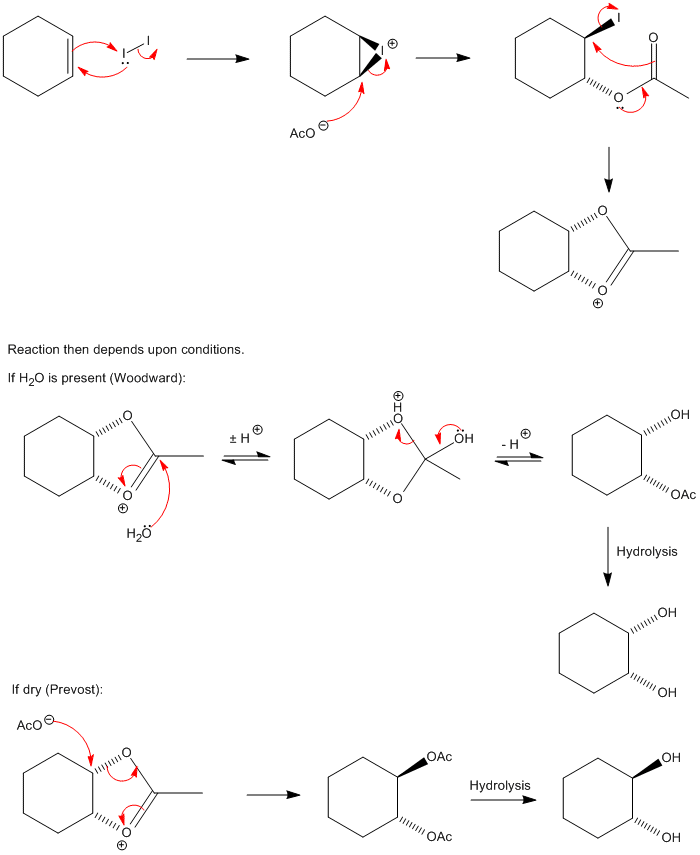 I I
I ⊕
AcO ⊖
I
O
O
O
O
⊕
Reaction then depends upon conditions.
If H₂O is present (Woodward):
O
O
⊕
H₂O
± H ⊕
⊕
H
O
OH
O
- H ⊕
OH
OAc
Hydrolysis
OH
OH
If dry (Prevost):
AcO ⊖
O
O
⊕
OAc
OAc
Hydrolysis
OH
OH